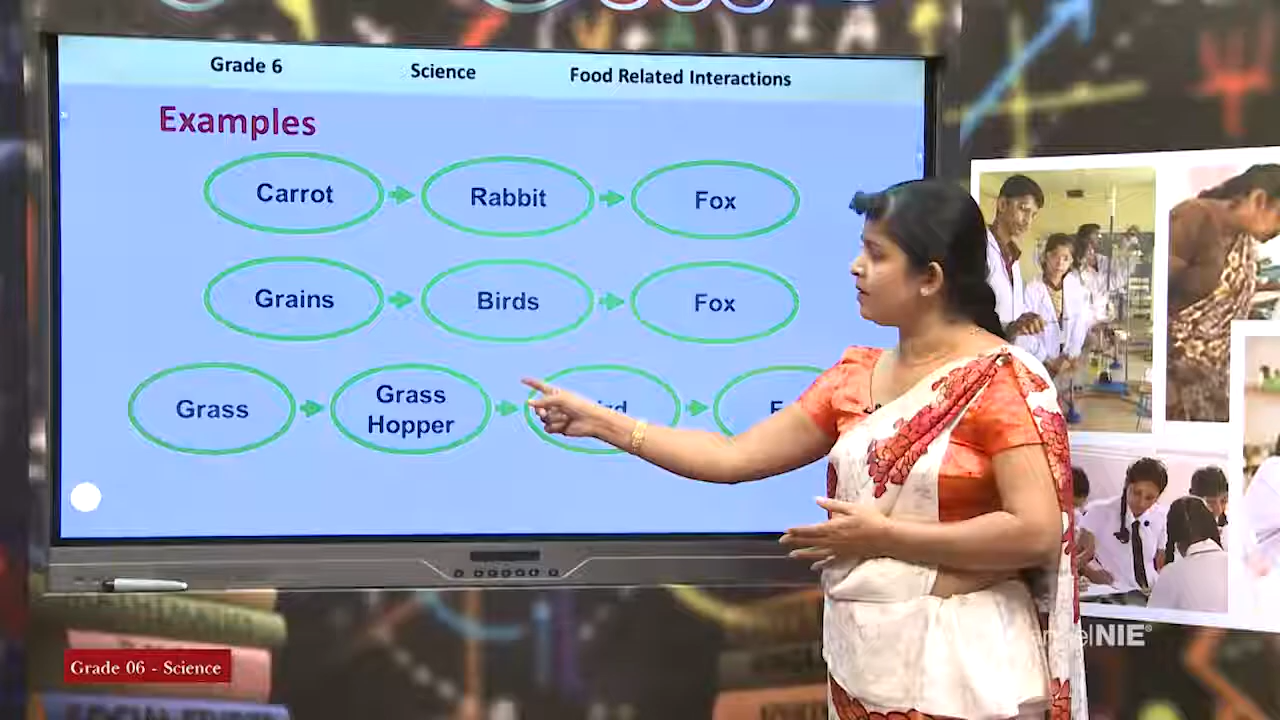 Grade 6 Science Food Related Interactions
Examples
Carrot Rabbit Fox
Grains Birds Fox
Grass Grass Hopper
Grade 06 - Science
NIE